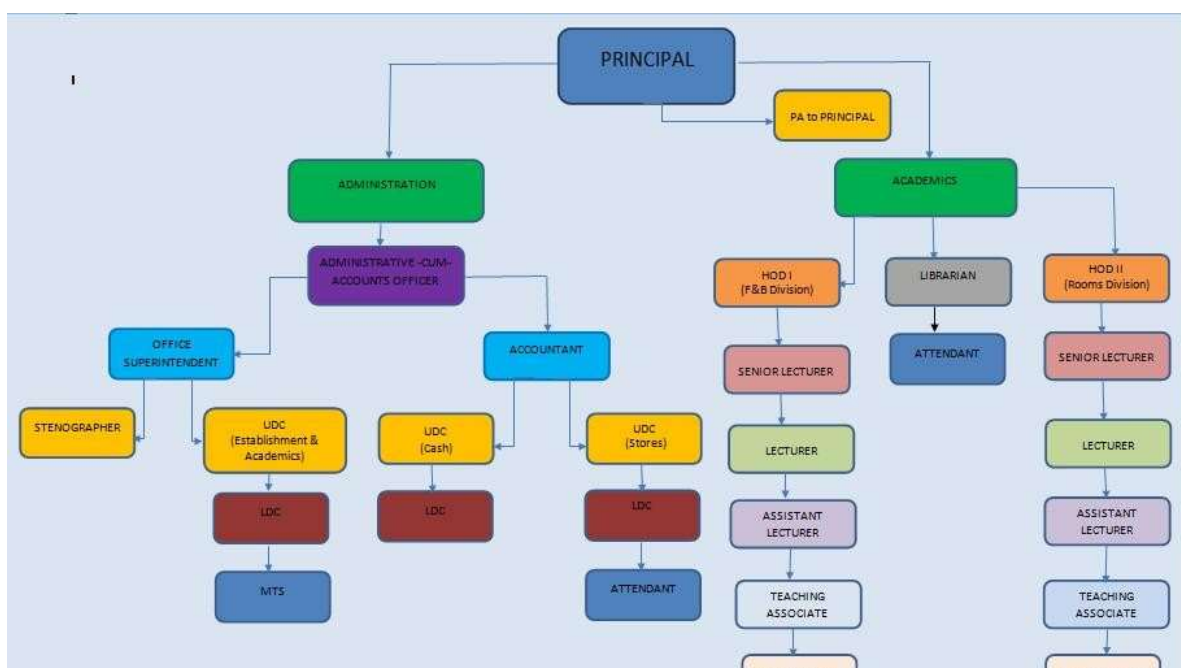 PRINCIPAL
PA to PRINCIPAL
ADMINISTRATION
ACADEMICS
ADMINISTRATIVE -CUM-
ACCOUNTS OFFICER
HOD I
(F&B Division)
LIBRARIAN
HOD II
(Rooms Division)
OFFICE
SUPERINTENDENT
ACCOUNTANT
SENIOR LECTURER
ATTENDANT
SENIOR LECTURER
STENOGRAPHER
UDC
(Establishment &
Academics)
UDC
(Cash)
UDC
(Stores)
LECTURER
LECTURER
LDC
LDC
LDC
ASSISTANT
LECTURER
ASSISTANT
LECTURER
MTS
ATTENDANT
TEACHING
ASSOCIATE
TEACHING
ASSOCIATE